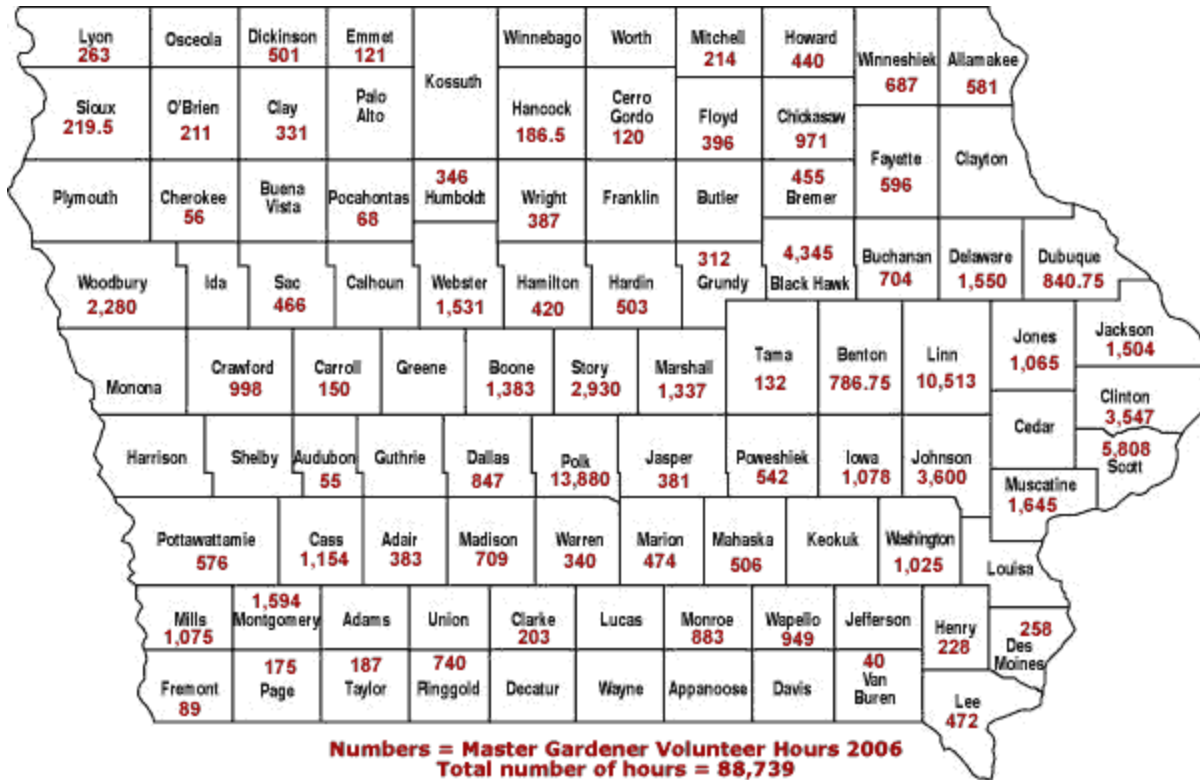 Lyon
263
Osceola
Dickinson
501
Emmet
121
Kossuth
Winnebago
Worth
Mitchell
214
Howard
440
Winneshiek
687
Allamakee
581
Sioux
219.5
O'Brien
211
Clay
331
Palo
Alto
Hancock
186.5
Cerro
Gordo
120
Floyd
396
Chickasaw
971
Fayette
596
Clayton
Plymouth
Cherokee
56
Buena
Vista
Pocahontas
68
346
Humboldt
Wright
387
Franklin
Butler
455
Bremer
Woodbury
2,280
Ida
Sac
466
Calhoun
Webster
1,531
Hamilton
420
Hardin
503
312
Grundy
4,345
Black Hawk
Buchanan
704
Delaware
1,550
Dubuque
840.75
Monona
Crawford
998
Carroll
150
Greene
Boone
1,383
Story
2,930
Marshall
1,337
Tama
132
Benton
786.75
Linn
10,513
Jones
1,065
Jackson
1,504
Clinton
3,547
Cedar
5,808
Scott
Harrison
Shelby
Audubon
55
Guthrie
Dallas
847
Polk
13,880
Jasper
381
Poweshiek
542
Iowa
1,078
Johnson
3,600
Muscatine
1,645
Pottawattamie
576
Cass
1,154
Adair
383
Madison
709
Warren
340
Marion
474
Mahaska
506
Keokuk
Washington
1,025
Louisa
Mills
1,075
1,594
Montgomery
Adams
Union
Clarke
203
Lucas
Monroe
883
Wapello
949
Jefferson
Henry
228
258
Des
Moines
Fremont
89
175
Page
187
Taylor
740
Ringgold
Decatur
Wayne
Appanoose
Davis
40
Van
Buren
Lee
472
Numbers = Master Gardener Volunteer Hours 2006
Total number of hours = 88,739